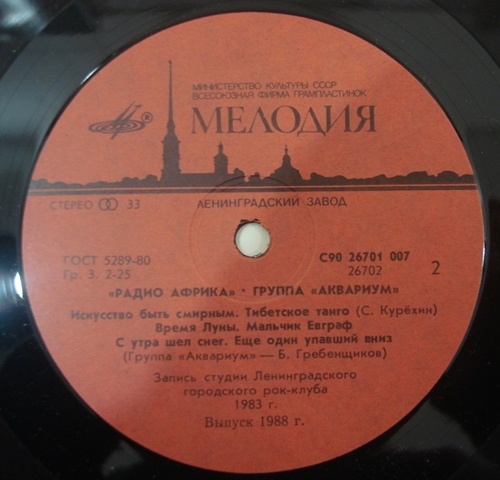 МИНИСТЕРСТВО КУЛЬТУРЫ СССР
ВСЕСОЮЗНАЯ ФИРМА ГРАМПЛАСТИНОК
® МЕЛОДИЯ
СТЕРЕО 33 ЛЕНИНГРАДСКИЙ ЗАВОД
ГОСТ 5289-80 С90 26701 007
Гр. 3. 2-25 26702 2
«РАДИО АФРИКА» · ГРУППА «АКВАРИУМ»
Искусство быть смирным. Тибетское танго (С. Курёхин)
Время Луны. Мальчик Евграф
С утра шел снег. Еще один упавший вниз
(Группа «Аквариум» — Б. Гребенщиков)
Запись студии Ленинградского
городского рок-клуба
1983 г.
Выпуск 1988 г.